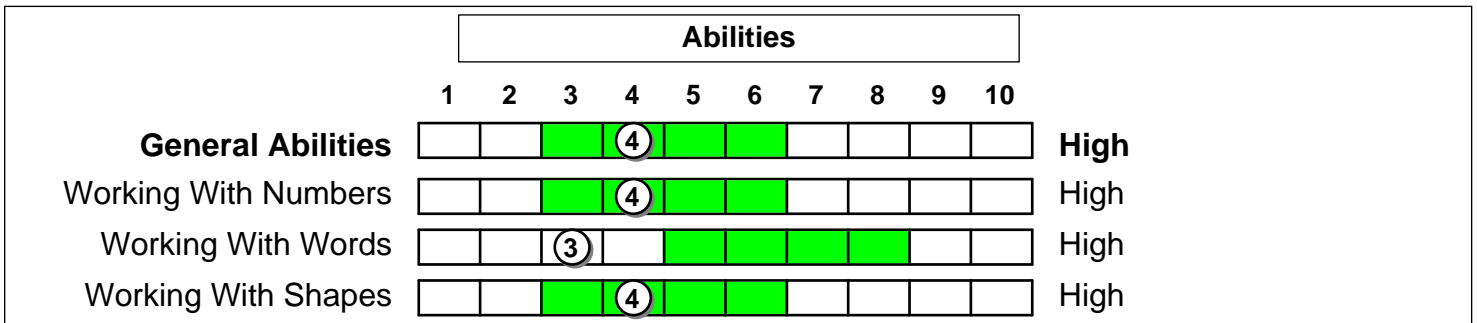 Abilities
1 2 3 4 5 6 7 8 9 10
General Abilities 4 High
Working With Numbers 4 High
Working With Words 3 High
Working With Shapes 4 High